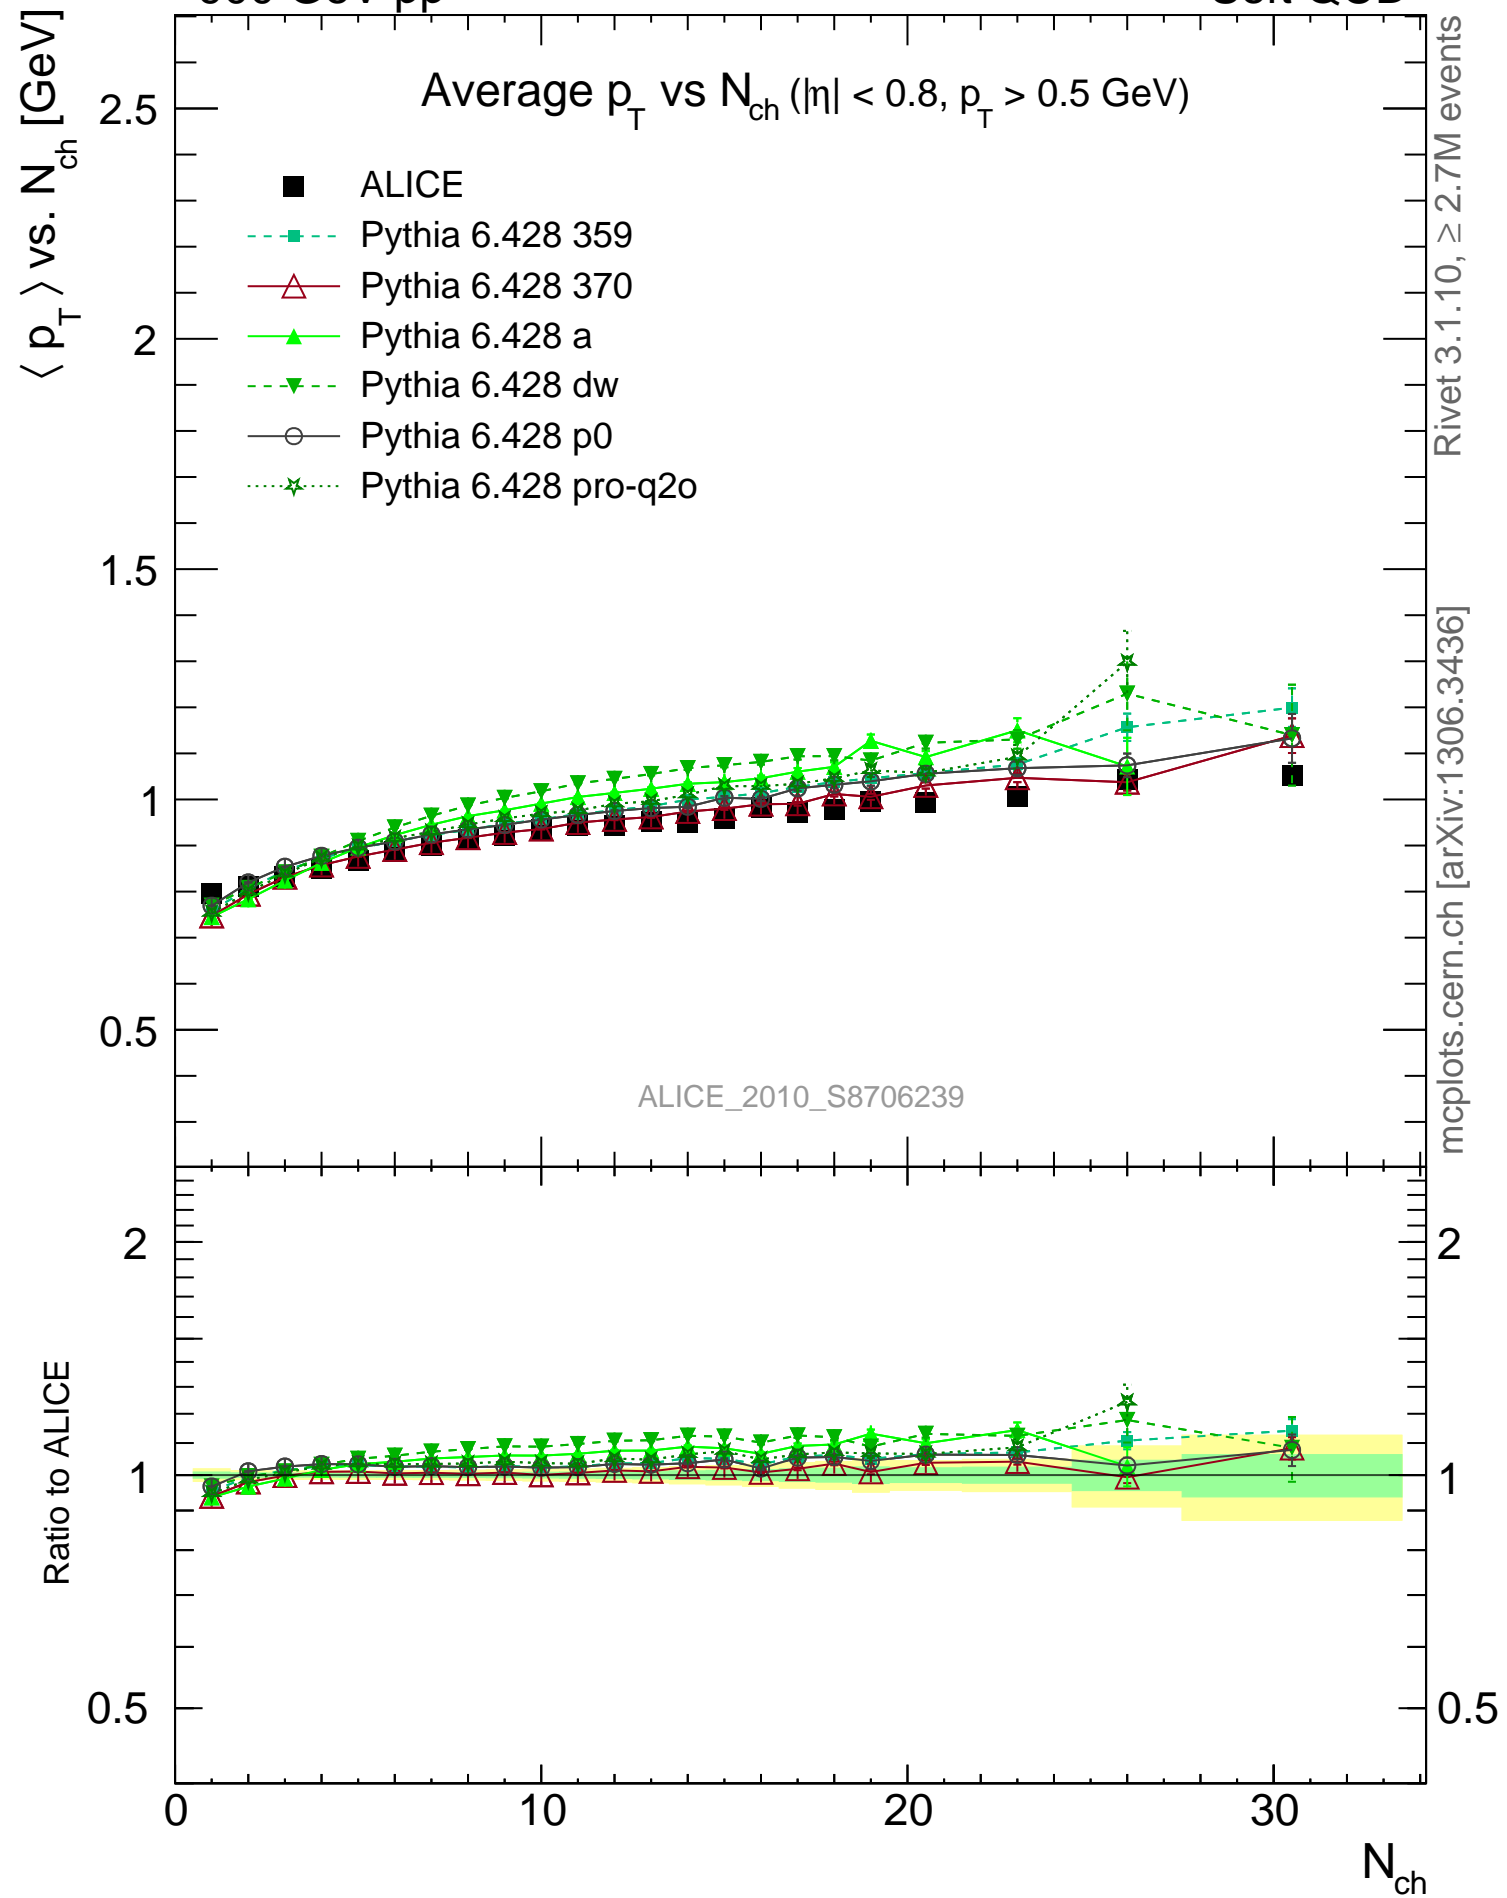 Average p_T vs N_ch (|η| < 0.8, p_T > 0.5 GeV)
⟨ p_T ⟩ vs. N_ch [GeV]
ALICE
Pythia 6.428 359
Pythia 6.428 370
Pythia 6.428 a
Pythia 6.428 dw
Pythia 6.428 p0
Pythia 6.428 pro-q2o
2.5
2
1.5
1
0.5
ALICE_2010_S8706239
Rivet 3.1.10, ≥ 2.7M events
mcplots.cern.ch [arXiv:1306.3436]
Ratio to ALICE
2
1
0.5
2
1
0.5
0
10
20
30
N_ch